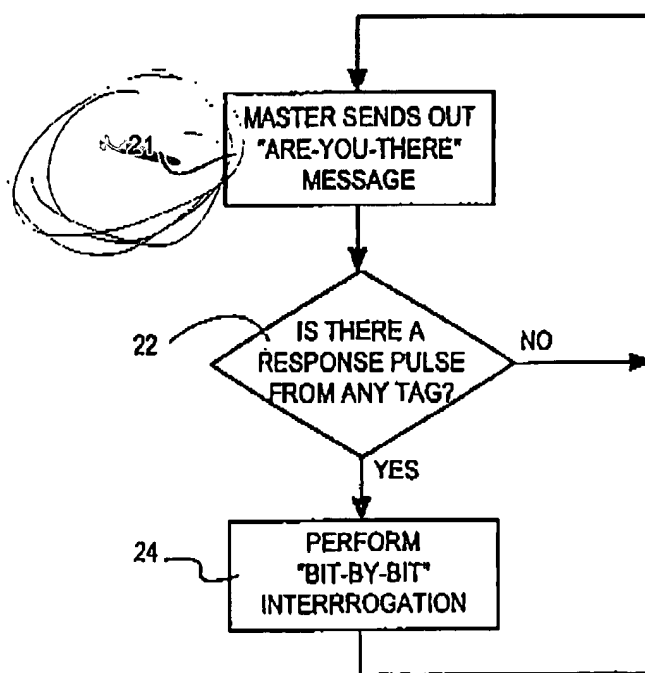 MASTER SENDS OUT
"ARE-YOU-THERE"
MESSAGE
21
IS THERE A
RESPONSE PULSE
FROM ANY TAG?
22
NO
YES
PERFORM
"BIT-BY-BIT"
INTERRROGATION
24